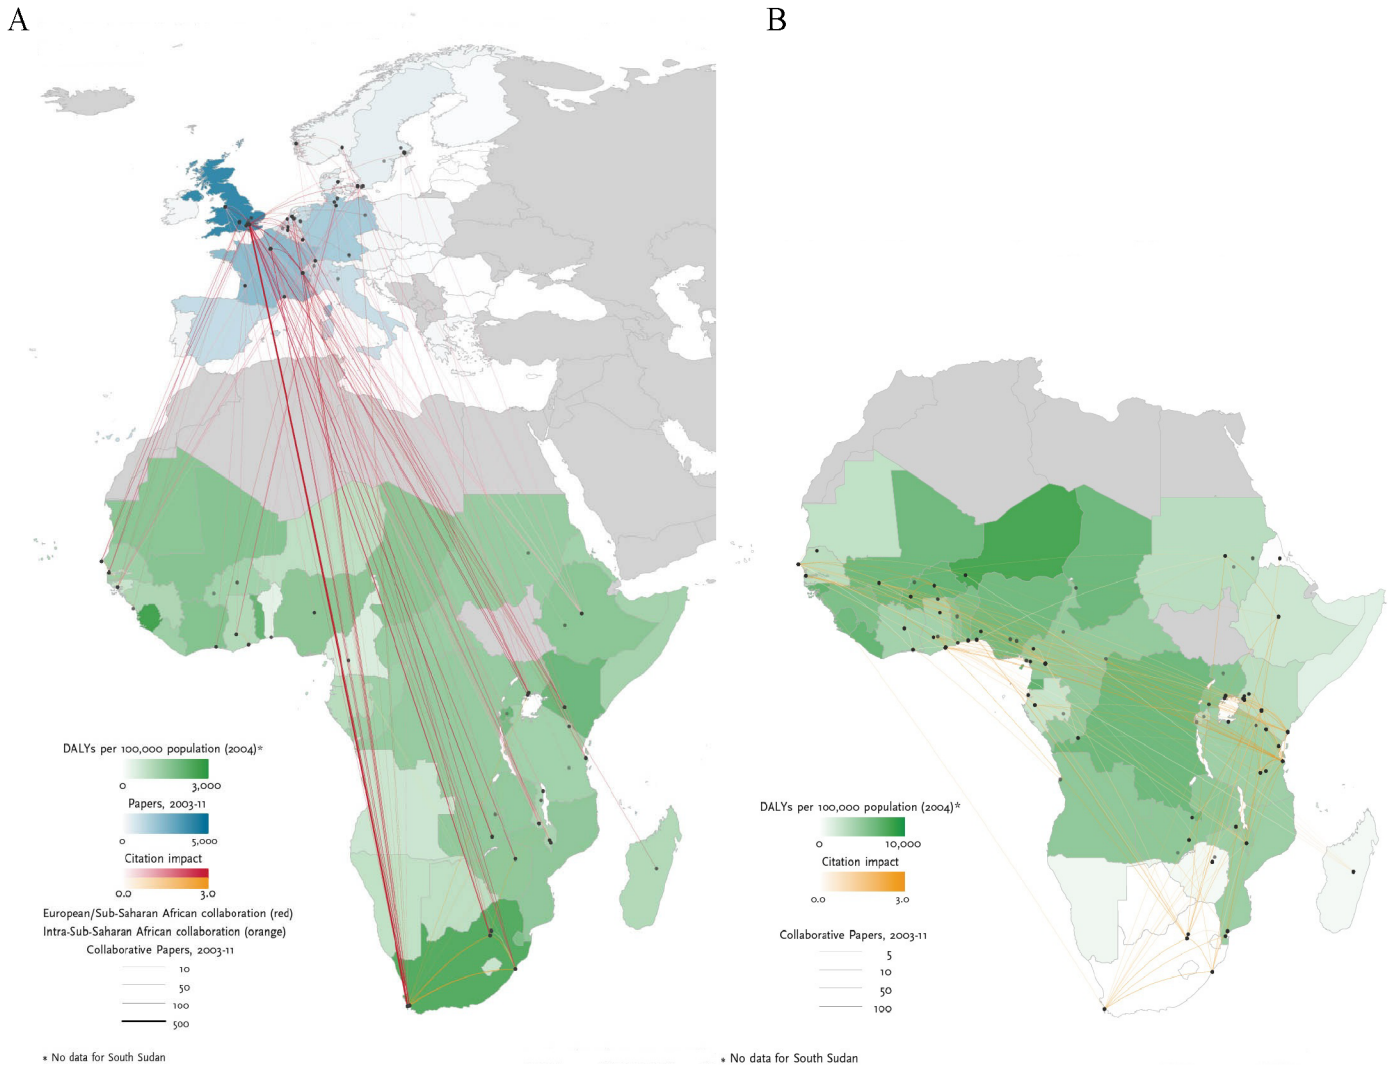 A
B
DALYs per 100,000 population (2004)*
0 3,000
Papers, 2003-11
0 5,000
Citation impact
0.0 3.0
European/Sub-Saharan African collaboration (red)
Intra-Sub-Saharan African collaboration (orange)
Collaborative Papers, 2003-11
10
50
100
500
* No data for South Sudan
DALYs per 100,000 population (2004)*
0 10,000
Citation impact
0.0 3.0
Collaborative Papers, 2003-11
5
10
50
100
* No data for South Sudan